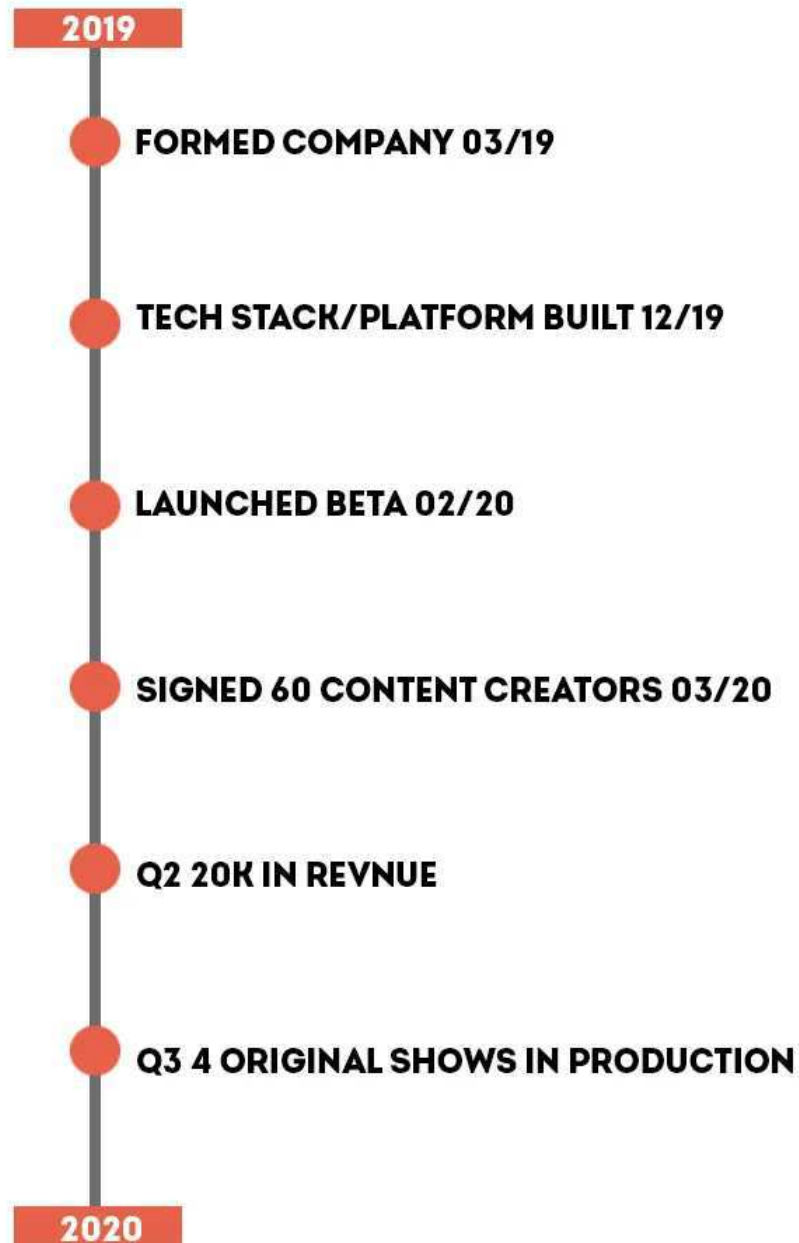 2019
FORMED COMPANY 03/19
TECH STACK/PLATFORM BUILT 12/19
LAUNCHED BETA 02/20
SIGNED 60 CONTENT CREATORS 03/20
Q2 20K IN REVNUE
Q3 4 ORIGINAL SHOWS IN PRODUCTION
2020